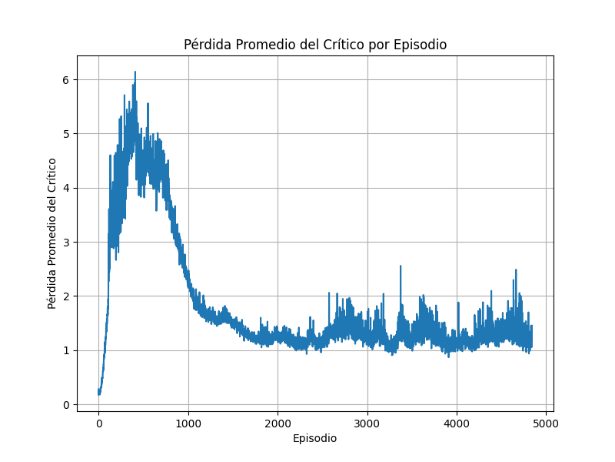 Pérdida Promedio del Crítico por Episodio
Pérdida Promedio del Crítico
6
5
4
3
2
1
0
0 1000 2000 3000 4000 5000
Episodio